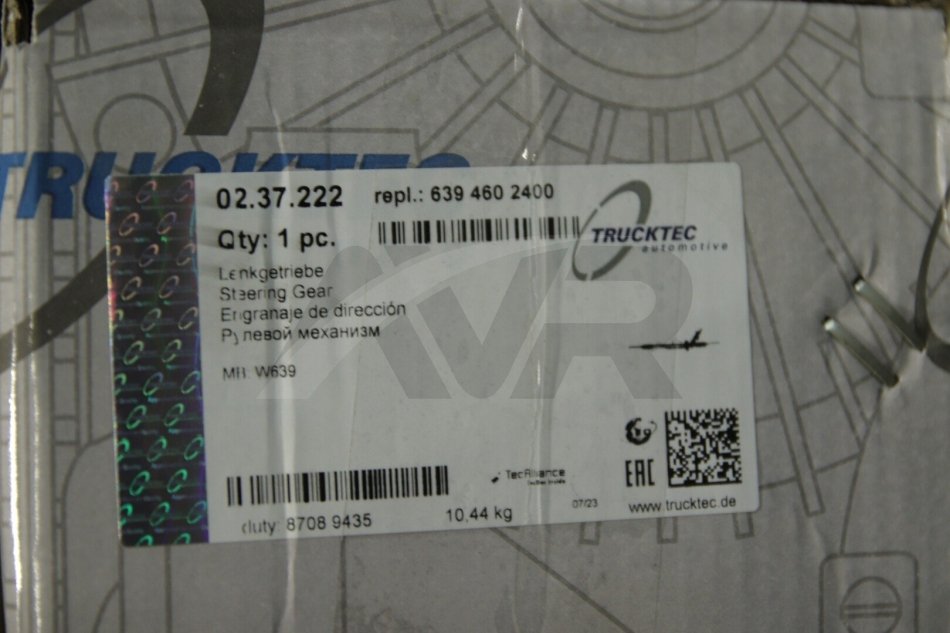 TRUCKTEC
02.37.222 repl.: 639 460 2400
Qty: 1 pc.
TRUCKTEC
automotive
Lenkgetriebe
Steering Gear
Engranaje de dirección
Рулевой механизм
MB: W639
AVR
TecAlliance
EAC
duty: 8708 9435 10,44 kg 07/23 www.trucktec.de